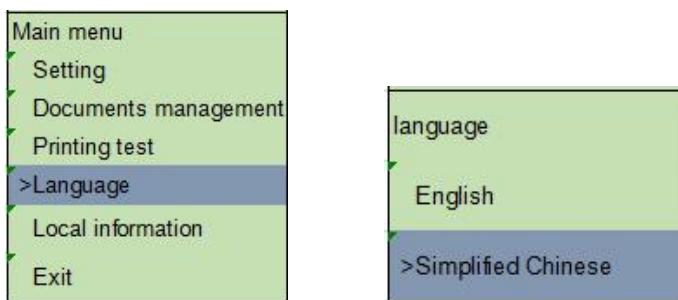 Main menu
Setting
Documents management
Printing test
>Language
Local information
Exit
language
English
>Simplified Chinese